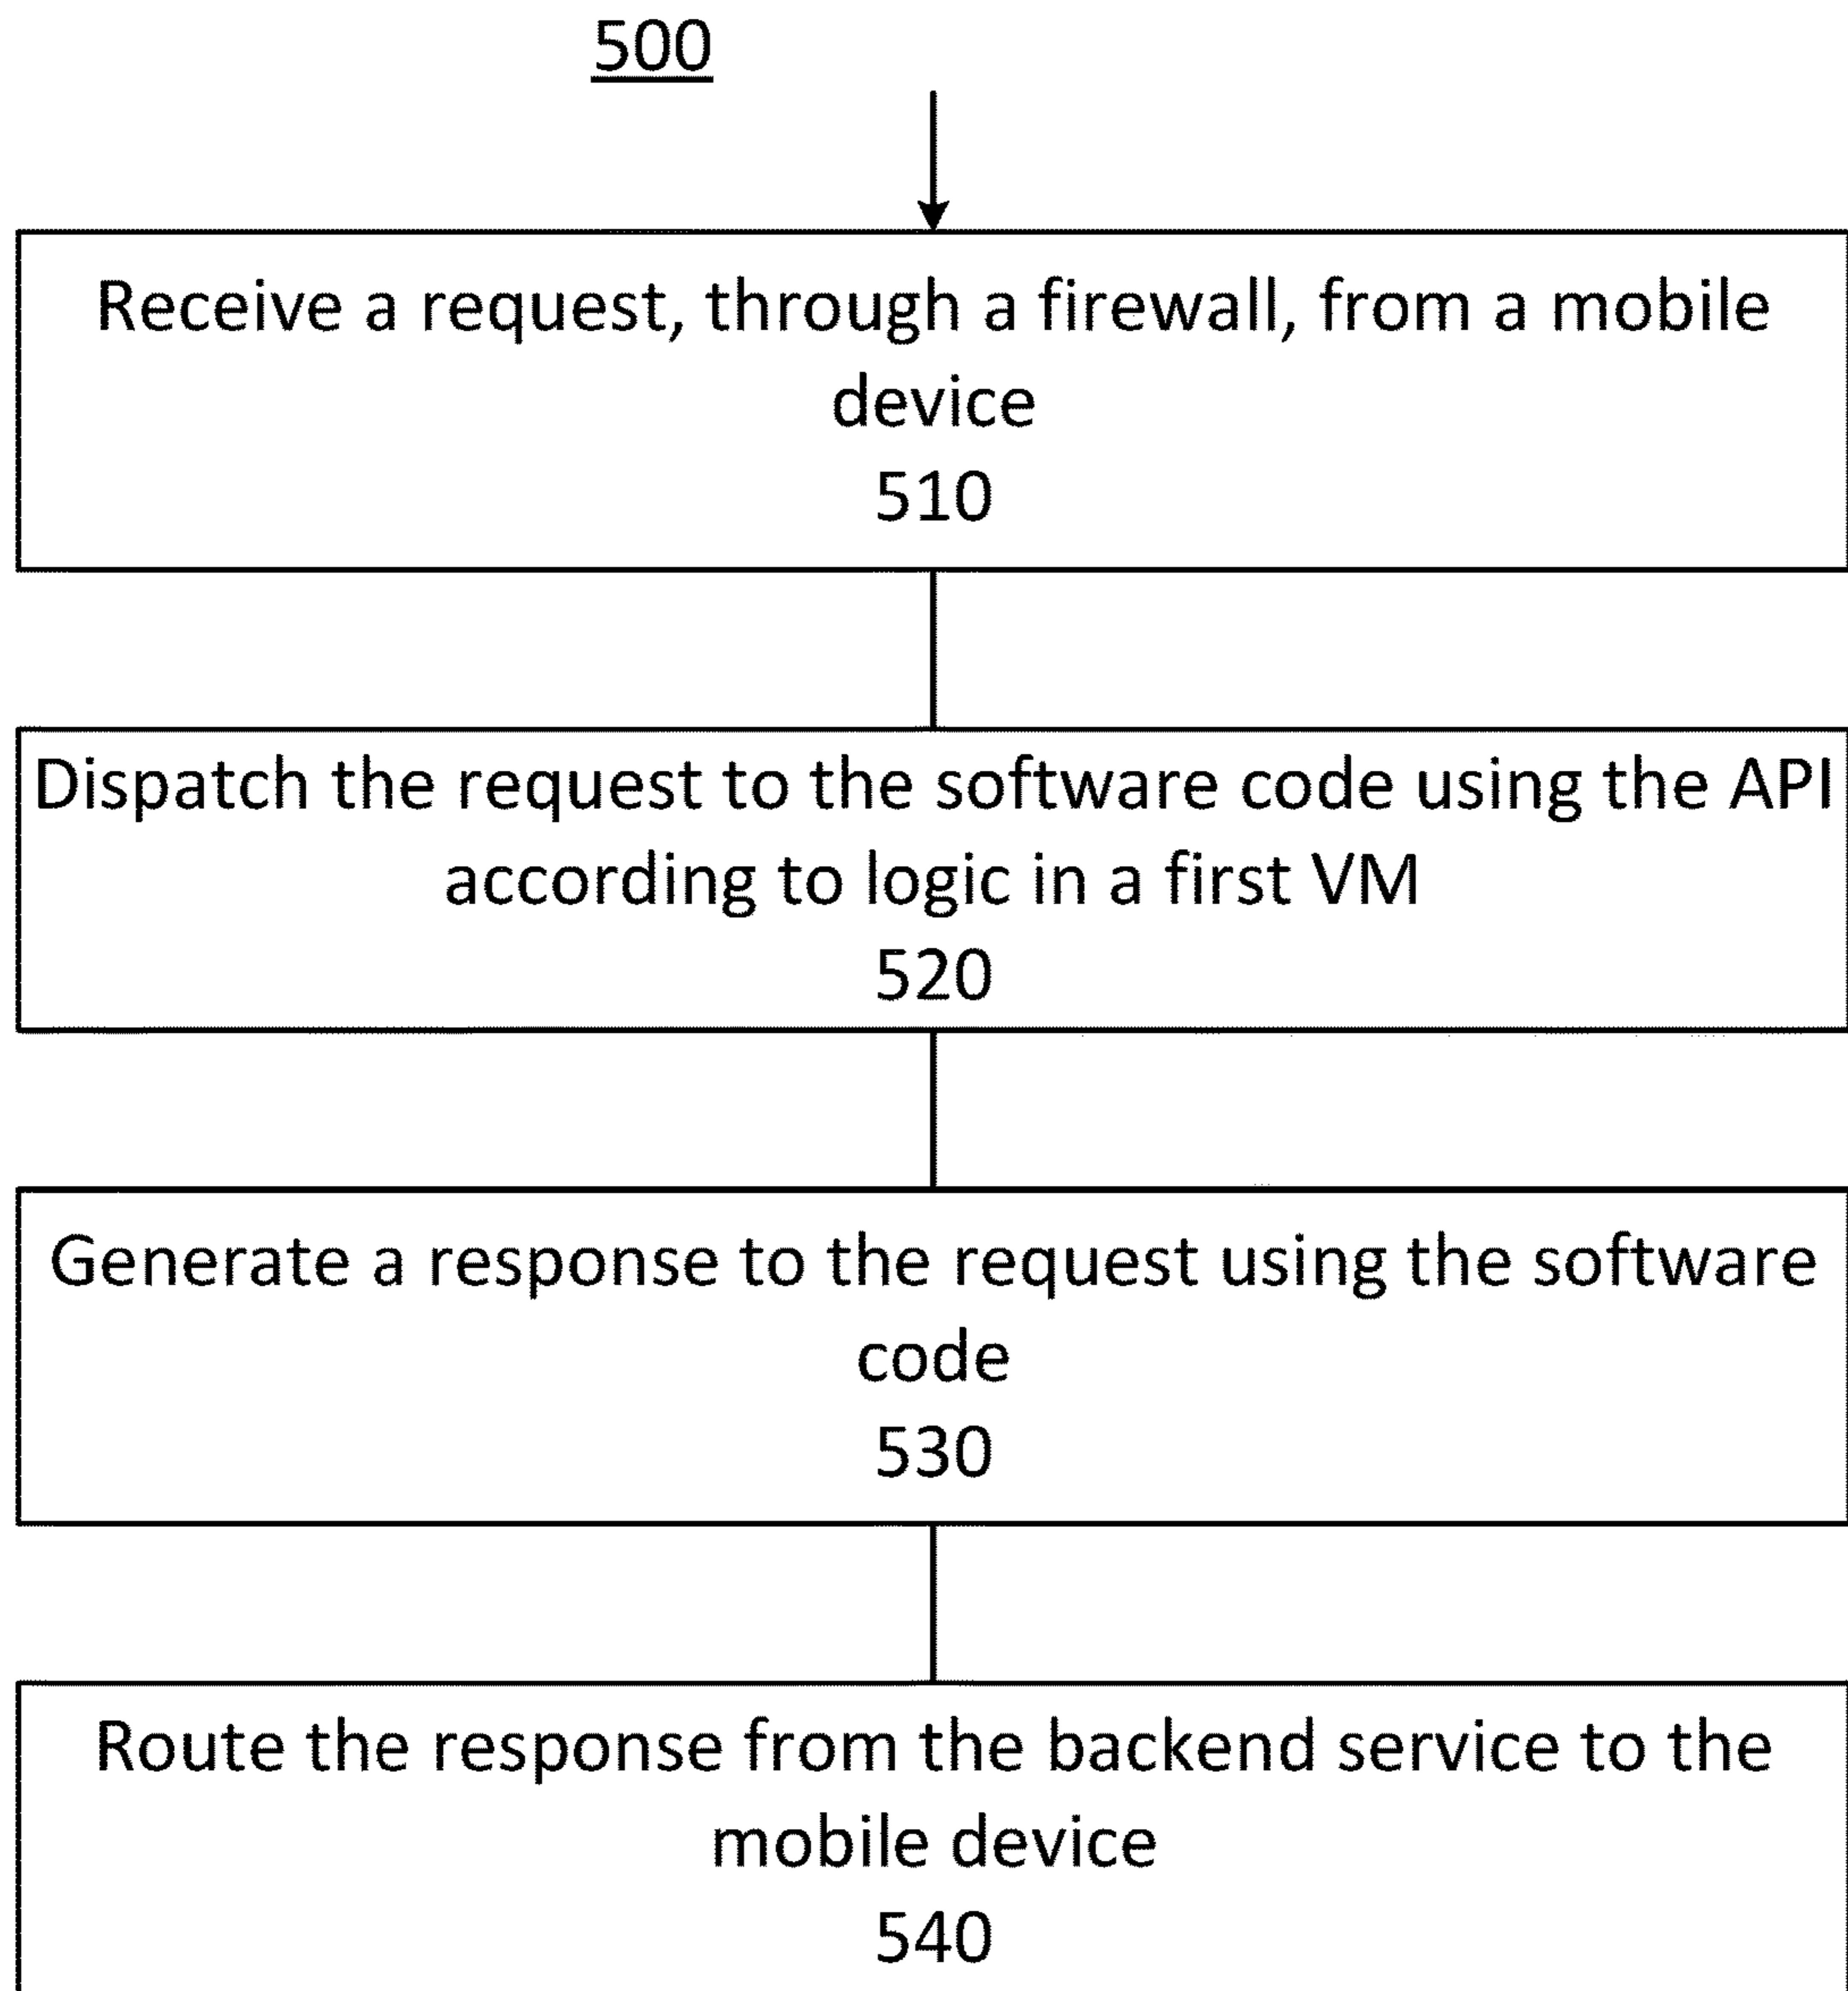 500
Receive a request, through a firewall, from a mobile
device
510
Dispatch the request to the software code using the API
according to logic in a first VM
520
Generate a response to the request using the software
code
530
Route the response from the backend service to the
mobile device
540